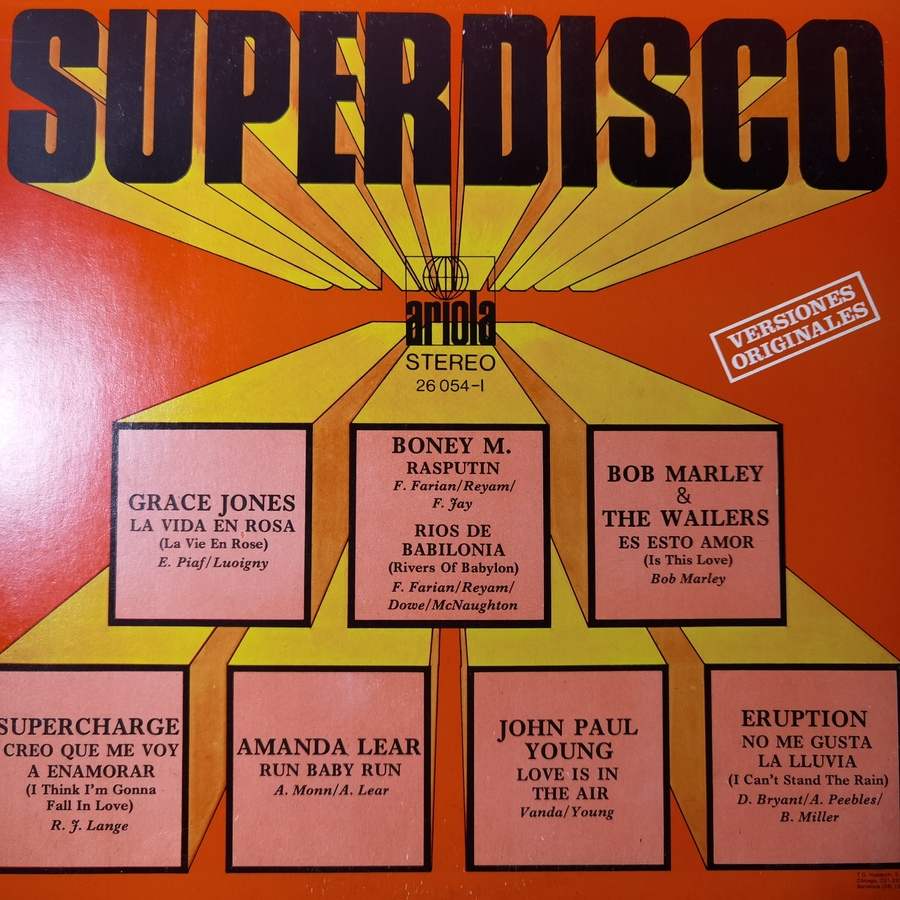 SUPERDISCO
ariola
STEREO
26 054-I
VERSIONES
ORIGINALES
GRACE JONES
LA VIDA EN ROSA
(La Vie En Rose)
E. Piaf/Luoigny
BONEY M.
RASPUTIN
F. Farian/Reyam/
F. Jay
RIOS DE
BABILONIA
(Rivers Of Babylon)
F. Farian/Reyam/
Dowe/McNaughton
BOB MARLEY
&
THE WAILERS
ES ESTO AMOR
(Is This Love)
Bob Marley
SUPERCHARGE
CREO QUE ME VOY
A ENAMORAR
(I Think I'm Gonna
Fall In Love)
R. J. Lange
AMANDA LEAR
RUN BABY RUN
A. Monn/A. Lear
JOHN PAUL
YOUNG
LOVE IS IN
THE AIR
Vanda/Young
ERUPTION
NO ME GUSTA
LA LLUVIA
(I Can't Stand The Rain)
D. Bryant/A. Peebles/
B. Miller